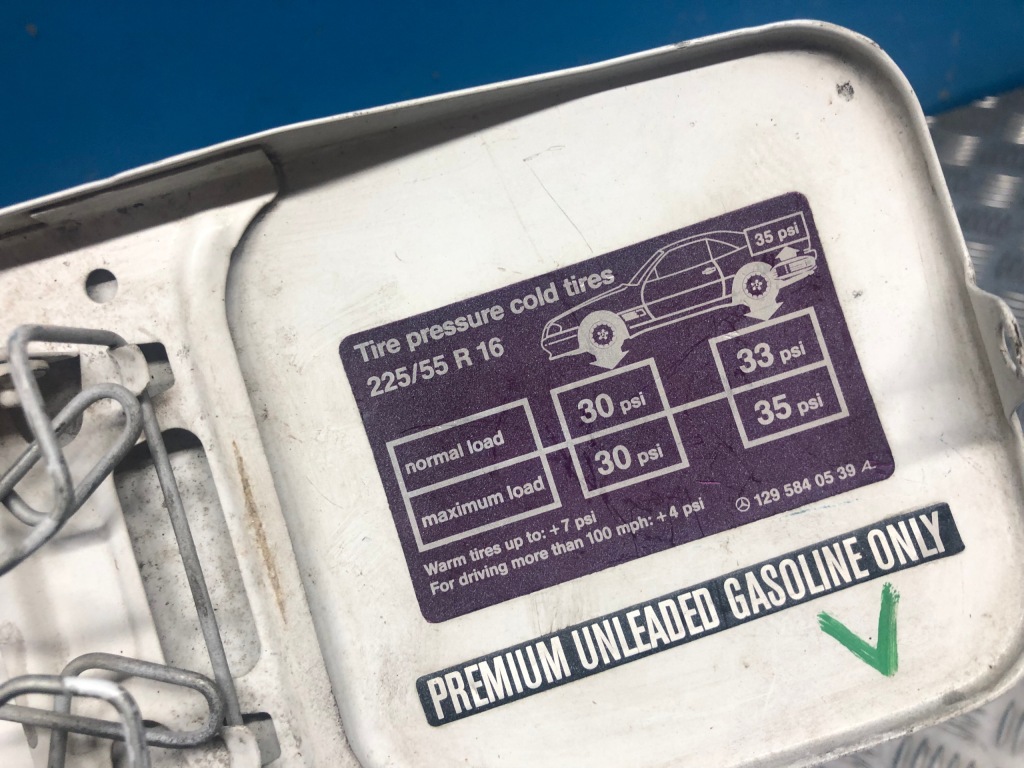 Tire pressure cold tires
225/55 R 16
35 psi
30 psi
33 psi
normal load
30 psi
35 psi
maximum load
Warm tires up to: +7 psi
For driving more than 100 mph: +4 psi
129 584 05 39 A
PREMIUM UNLEADED GASOLINE ONLY